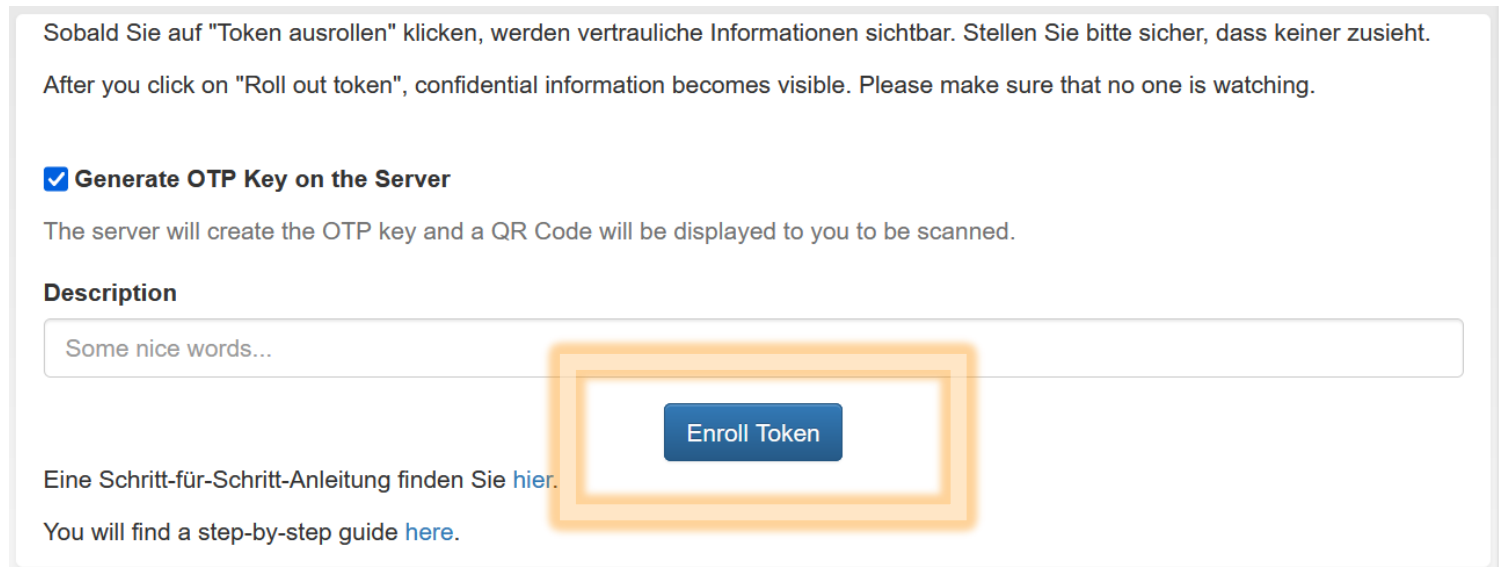 Sobald Sie auf "Token ausrollen" klicken, werden vertrauliche Informationen sichtbar. Stellen Sie bitte sicher, dass keiner zusieht.
After you click on "Roll out token", confidential information becomes visible. Please make sure that no one is watching.
Generate OTP Key on the Server
The server will create the OTP key and a QR Code will be displayed to you to be scanned.
Description
Some nice words...
Enroll Token
Eine Schritt-für-Schritt-Anleitung finden Sie hier.
You will find a step-by-step guide here.